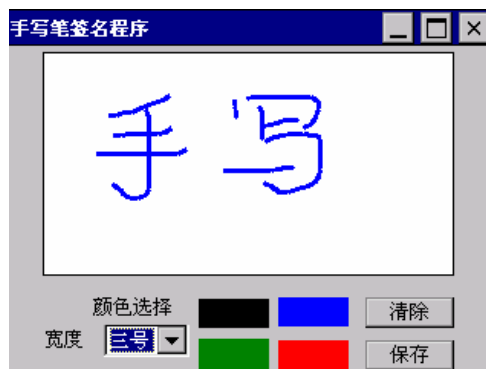 手写笔签名程序
手写
颜色选择
清除
宽度 三号
保存